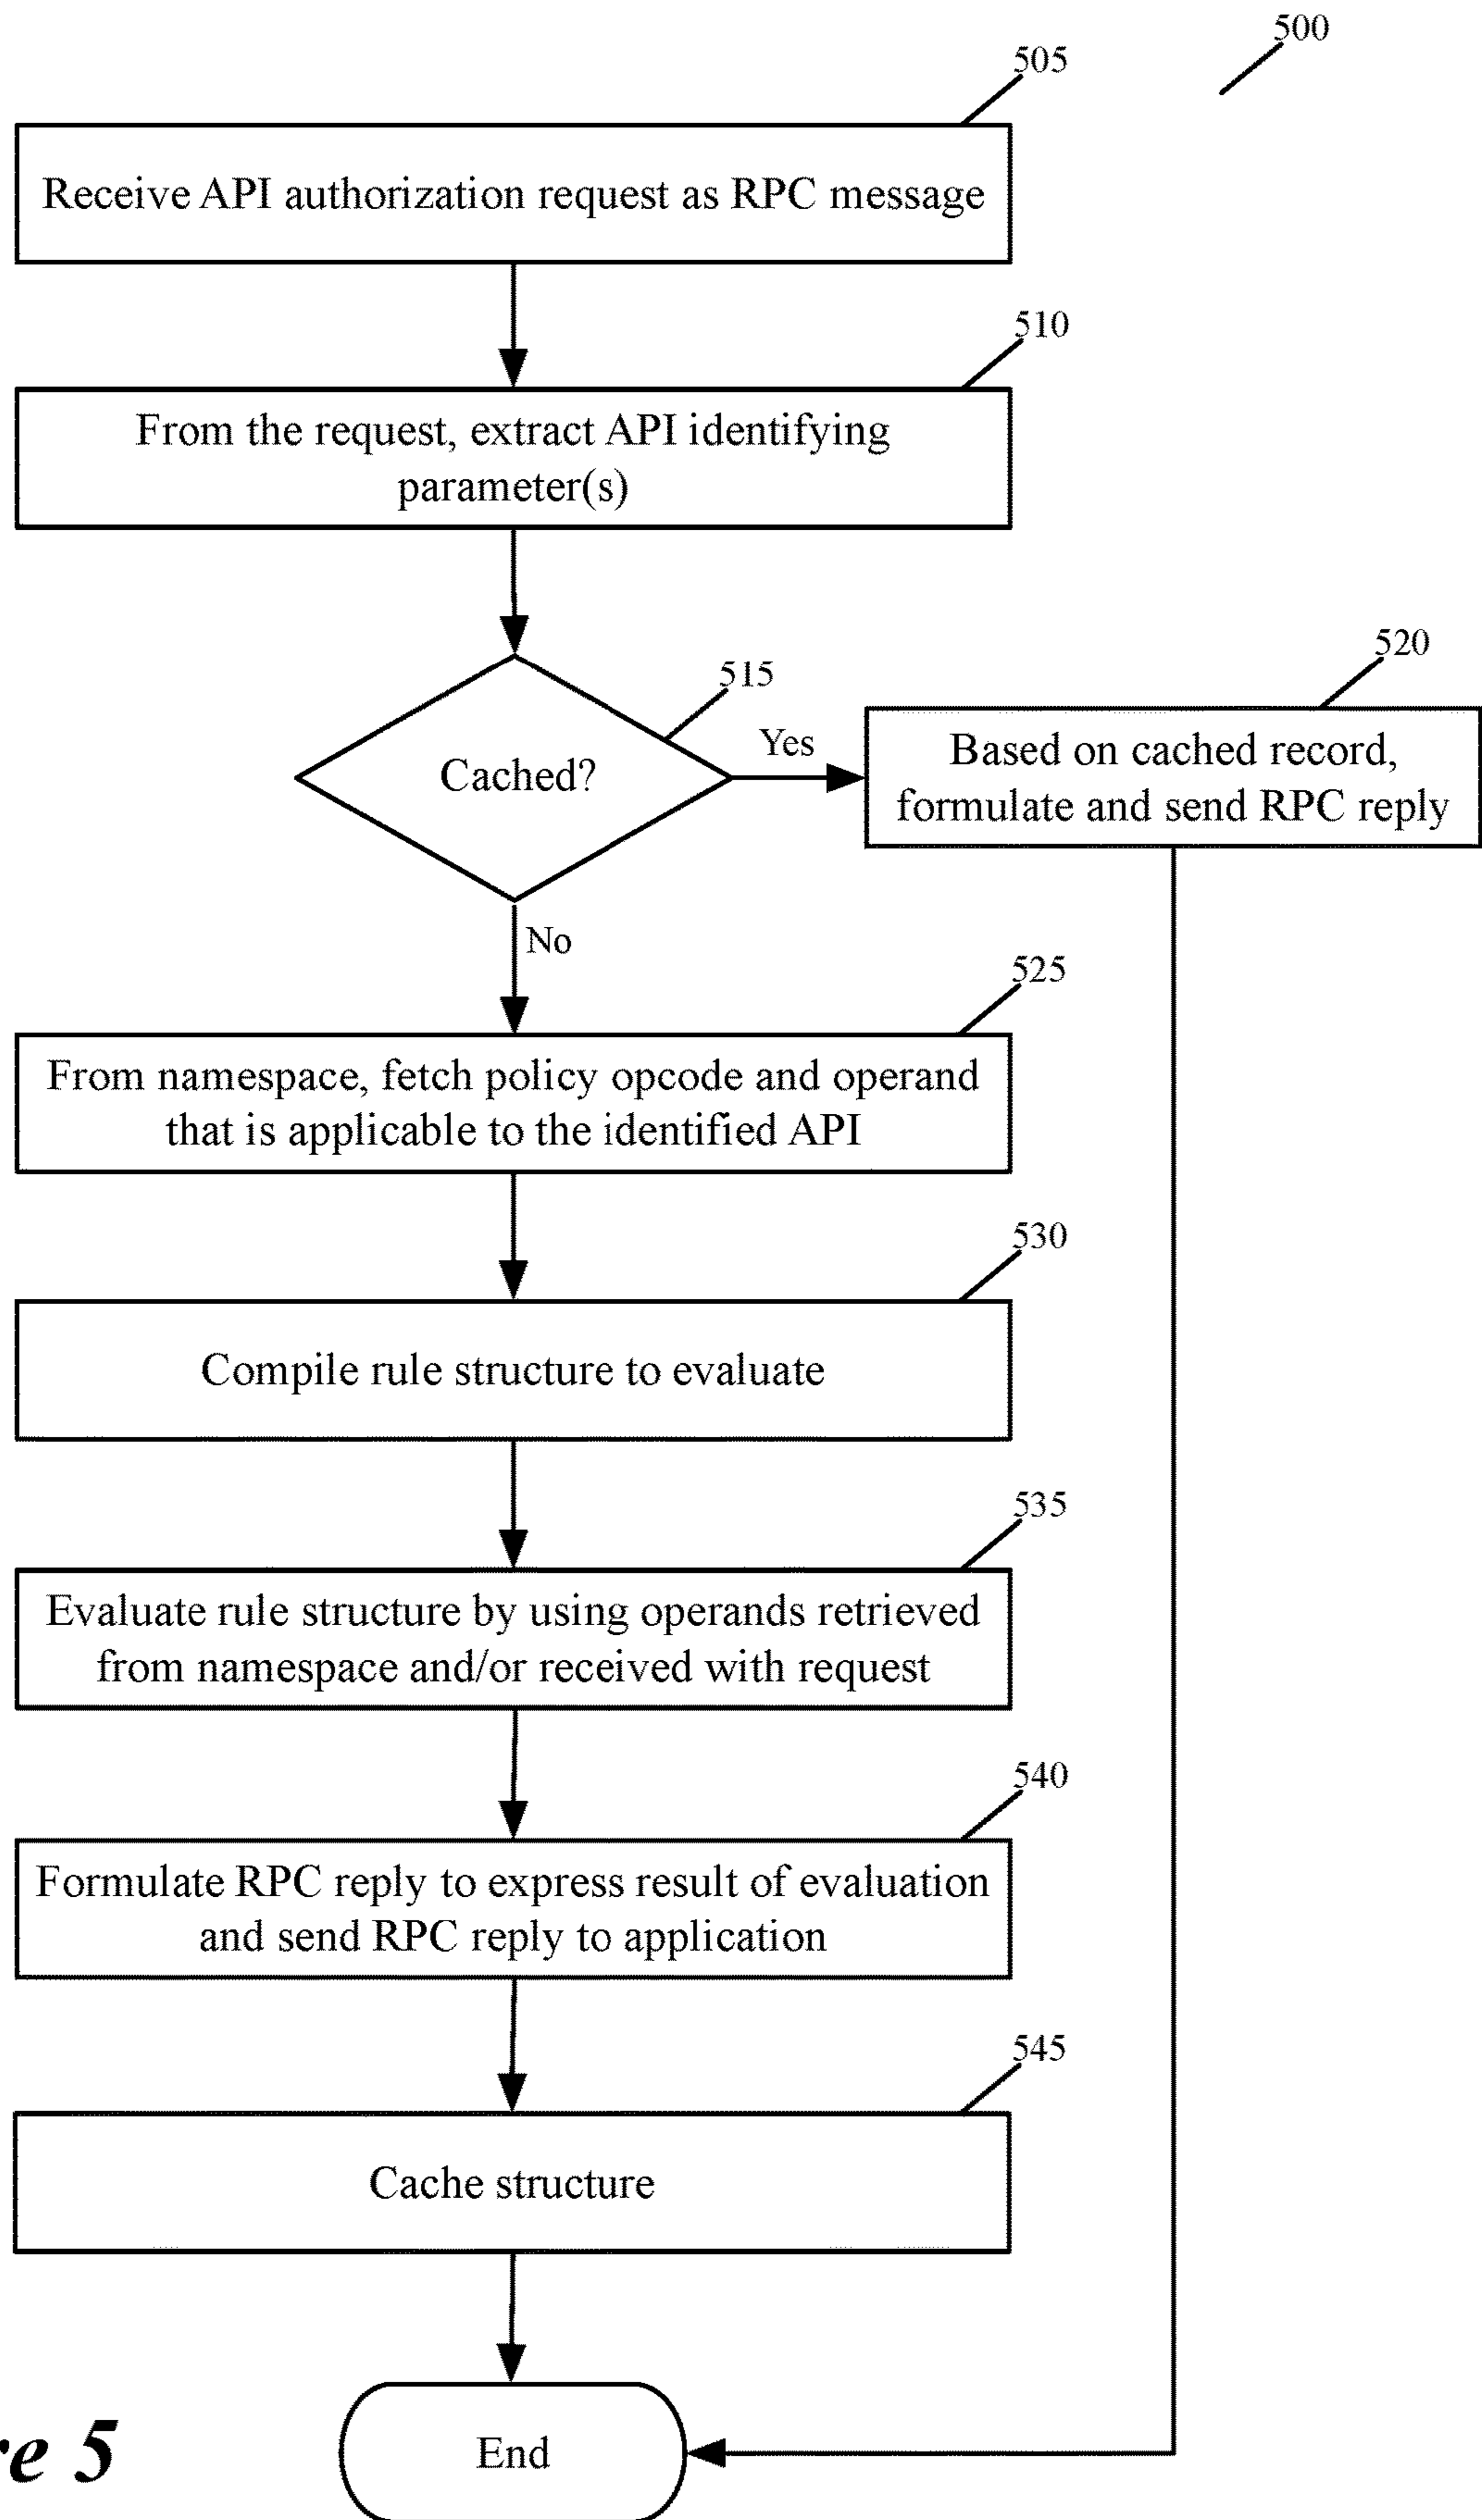 500
505
Receive API authorization request as RPC message
510
From the request, extract API identifying
parameter(s)
515
Cached?
Yes
520
Based on cached record,
formulate and send RPC reply
No
525
From namespace, fetch policy opcode and operand
that is applicable to the identified API
530
Compile rule structure to evaluate
535
Evaluate rule structure by using operands retrieved
from namespace and/or received with request
540
Formulate RPC reply to express result of evaluation
and send RPC reply to application
545
Cache structure
End
5